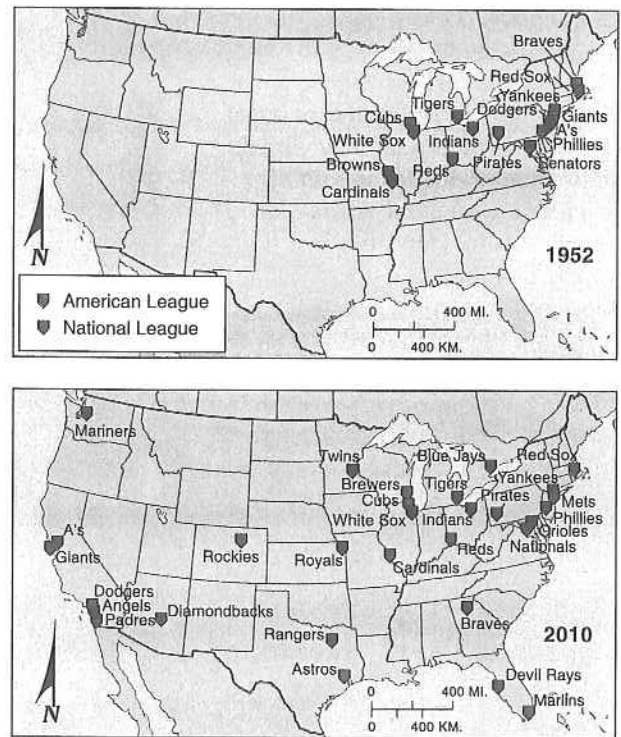 Braves
Red Sox
Tigers
Yankees
Dodgers
Giants
Cubs
A's
White Sox
Indians
Phillies
Browns
Reds
Pirates
Senators
Cardinals
N
1952
American League
National League
0 400 MI.
0 400 KM.
Mariners
Twins
Blue Jays
Red Sox
Brewers
Tigers
Yankees
Cubs
Pirates
Mets
White Sox
Indians
Phillies
A's
Orioles
Giants
Rockies
Royals
Reds
Nationals
Cardinals
Dodgers
Angels
Padres
Diamondbacks
Braves
Rangers
2010
Astros
Devil Rays
Marlins
N
0 400 MI.
0 400 KM.